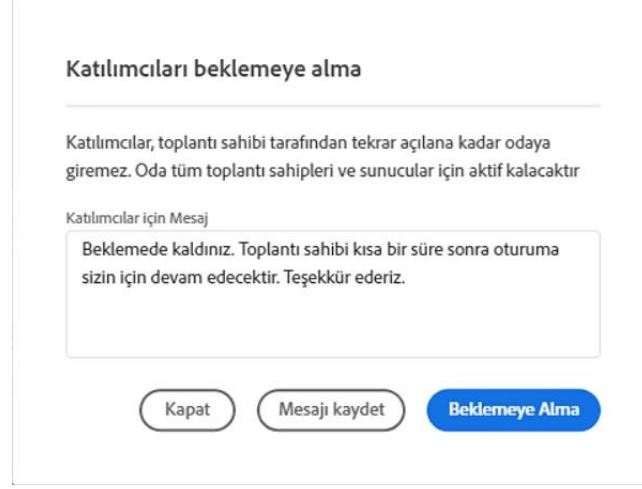 Katılımcıları beklemeye alma
Katılımcılar, toplantı sahibi tarafından tekrar açılana kadar odaya
giremez. Oda tüm toplantı sahipleri ve sunucular için aktif kalacaktır
Katılımcılar için Mesaj
Beklemede kaldınız. Toplantı sahibi kısa bir süre sonra oturuma
sizin için devam edecektir. Teşekkür ederiz.
Kapat
Mesajı kaydet
Beklemeye Alma